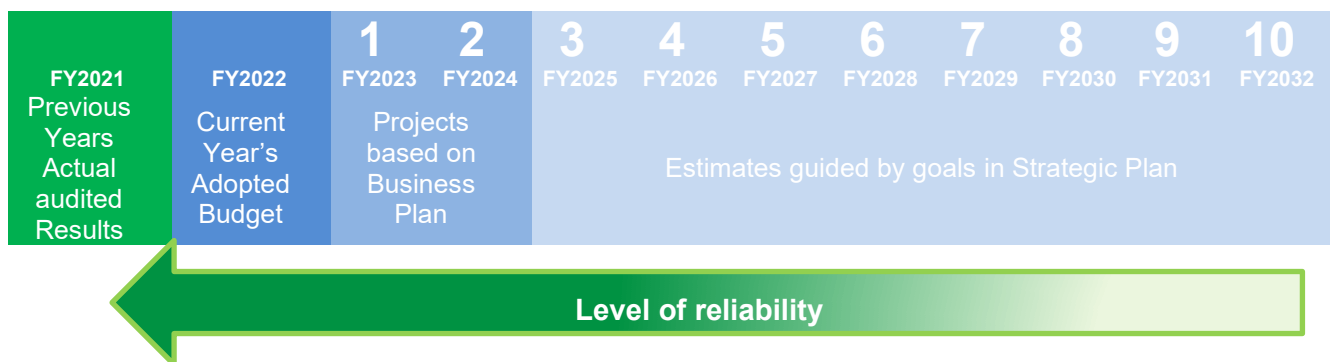 1 2 3 4 5 6 7 8 9 10
FY2021 FY2022 FY2023 FY2024 FY2025 FY2026 FY2027 FY2028 FY2029 FY2030 FY2031 FY2032
Previous
Years
Actual
audited
Results
Current
Year’s
Adopted
Budget
Projects
based on
Business
Plan
Estimates guided by goals in Strategic Plan
Level of reliability